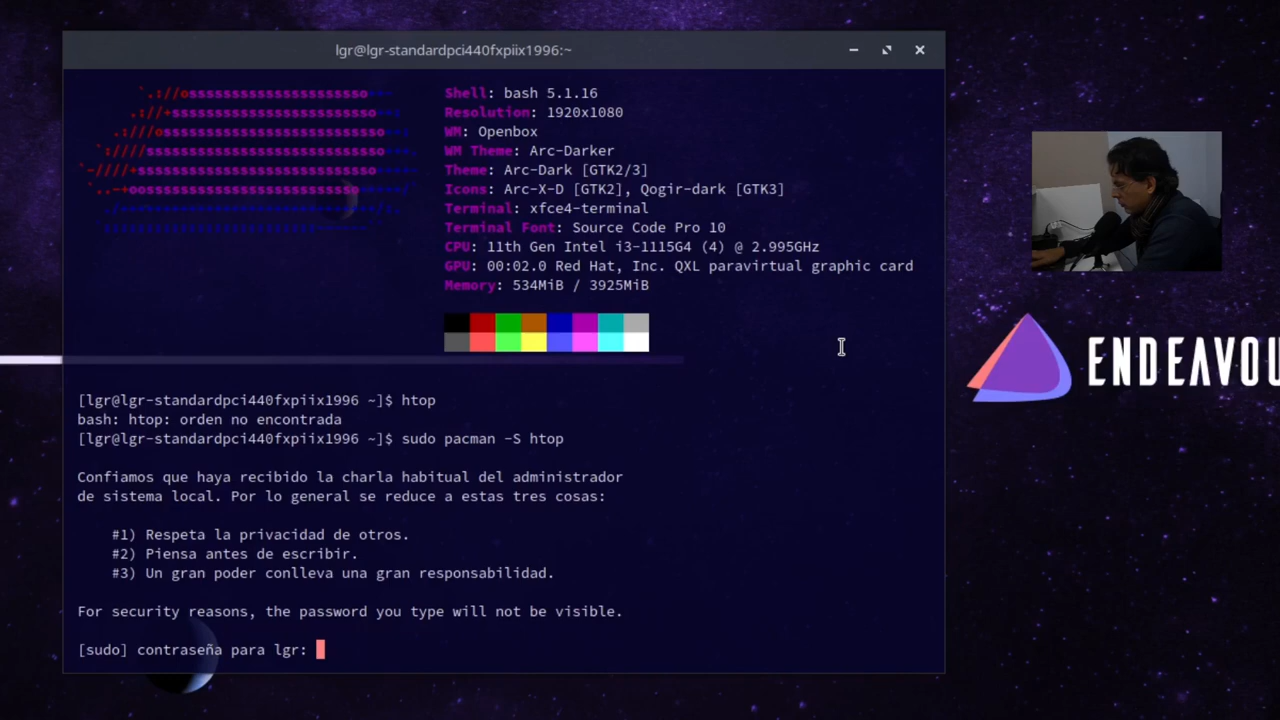 lgr@lgr-standardpci440fxpiix1996:~
`.://ossssssssssssssssssssso+++-
.://+sssssssssssssssssssssso+++:
Shell: bash 5.1.16
Resolution: 1920x1080
WM: Openbox
WM Theme: Arc-Darker
Theme: Arc-Dark [GTK2/3]
Icons: Arc-X-D [GTK2], Qogir-dark [GTK3]
Terminal: xfce4-terminal
Terminal Font: Source Code Pro 10
CPU: 11th Gen Intel i3-1115G4 (4) @ 2.995GHz
GPU: 00:02.0 Red Hat, Inc. QXL paravirtual graphic card
Memory: 534MiB / 3925MiB
ENDEAVOU
[lgr@lgr-standardpci440fxpiix1996 ~]$ htop
bash: htop: orden no encontrada
[lgr@lgr-standardpci440fxpiix1996 ~]$ sudo pacman -S htop
Confiamos que haya recibido la charla habitual del administrador
de sistema local. Por lo general se reduce a estas tres cosas:
#1) Respeta la privacidad de otros.
#2) Piensa antes de escribir.
#3) Un gran poder conlleva una gran responsabilidad.
For security reasons, the password you type will not be visible.
[sudo] contraseña para lgr: